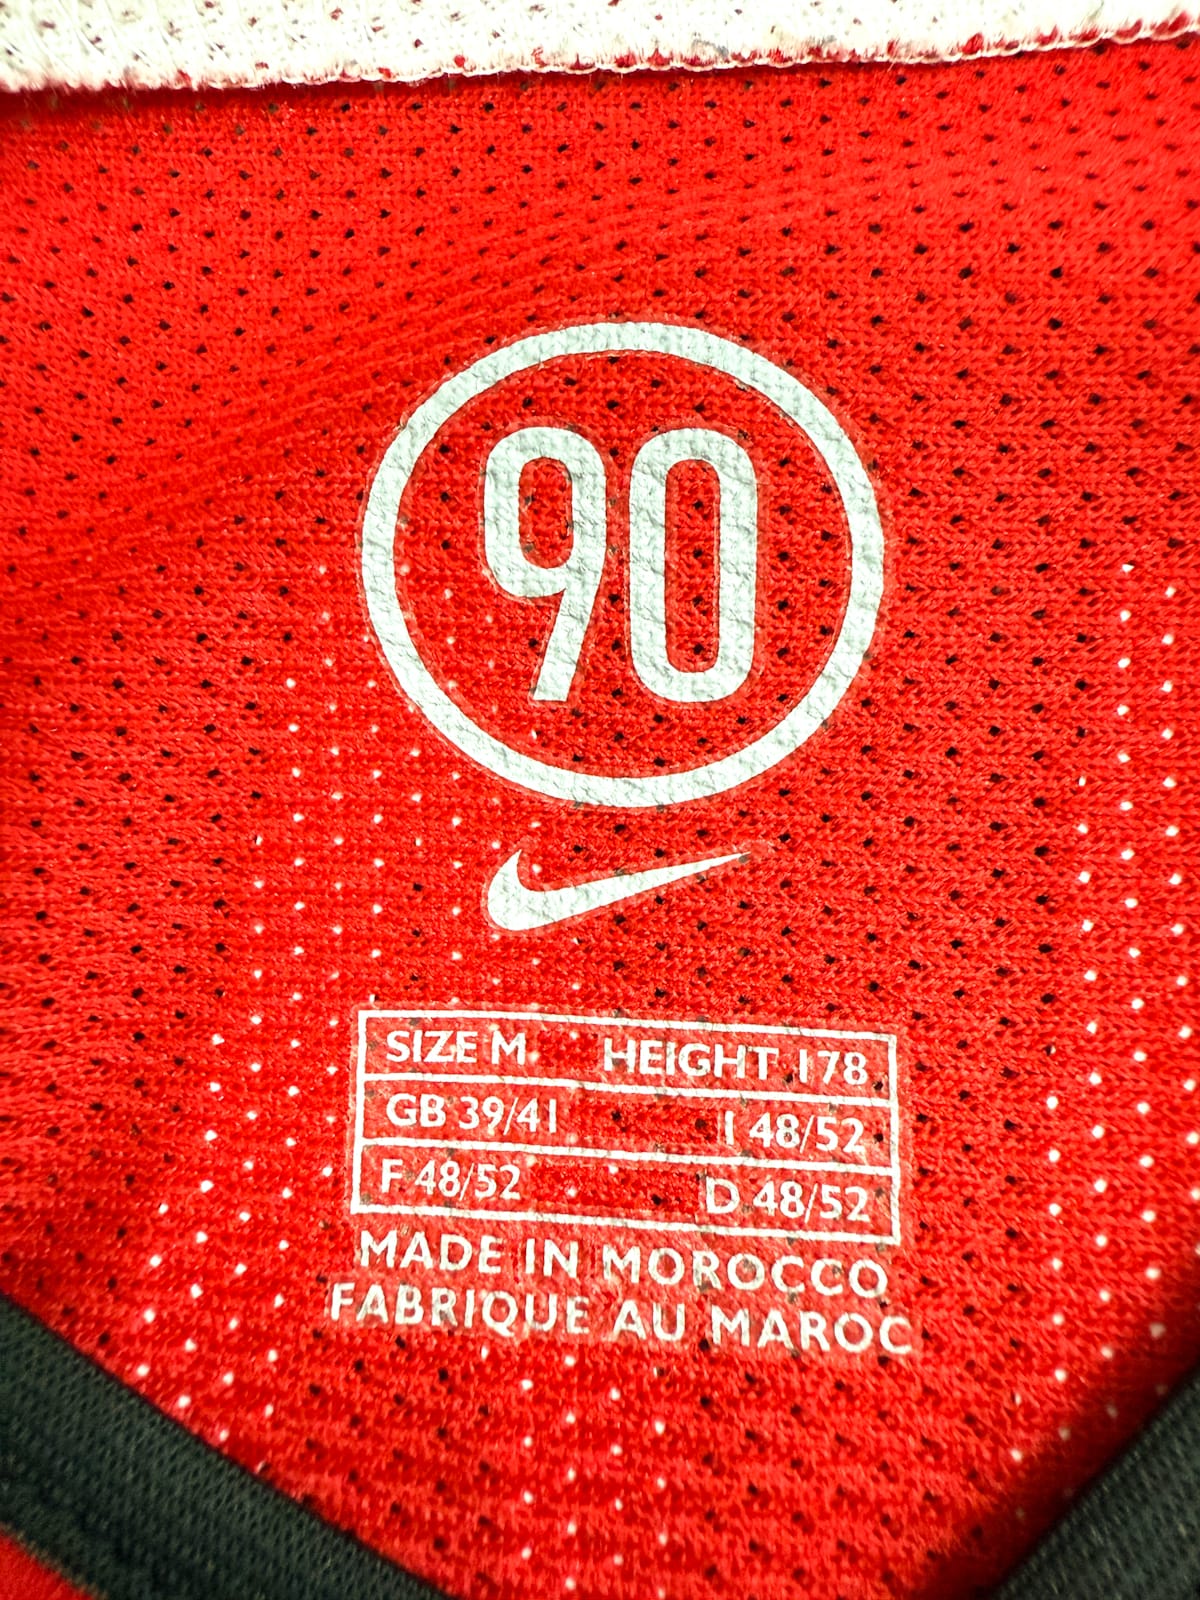 90
SIZE M HEIGHT 178
GB 39/41 I 48/52
F 48/52 D 48/52
MADE IN MOROCCO
FABRIQUE AU MAROC